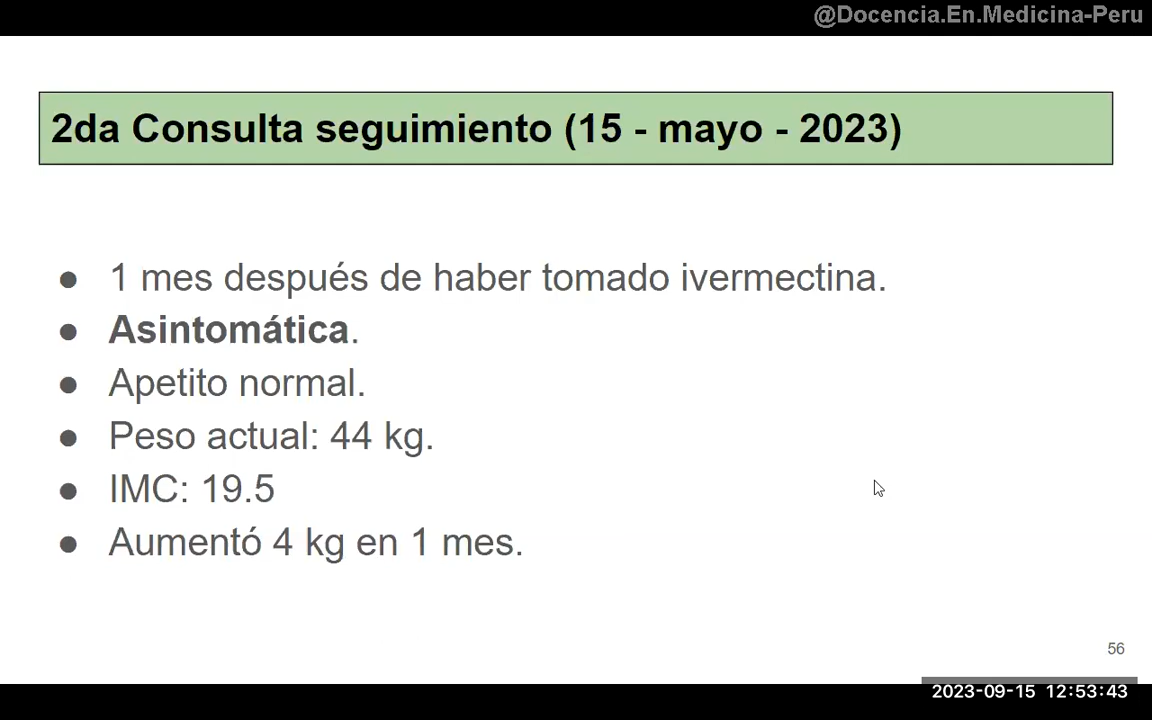 @Docencia.En.Medicina-Peru
2da Consulta seguimiento (15 - mayo - 2023)
● 1 mes después de haber tomado ivermectina.
● Asintomática.
● Apetito normal.
● Peso actual: 44 kg.
● IMC: 19.5
● Aumentó 4 kg en 1 mes.
56
2023-09-15 12:53:43